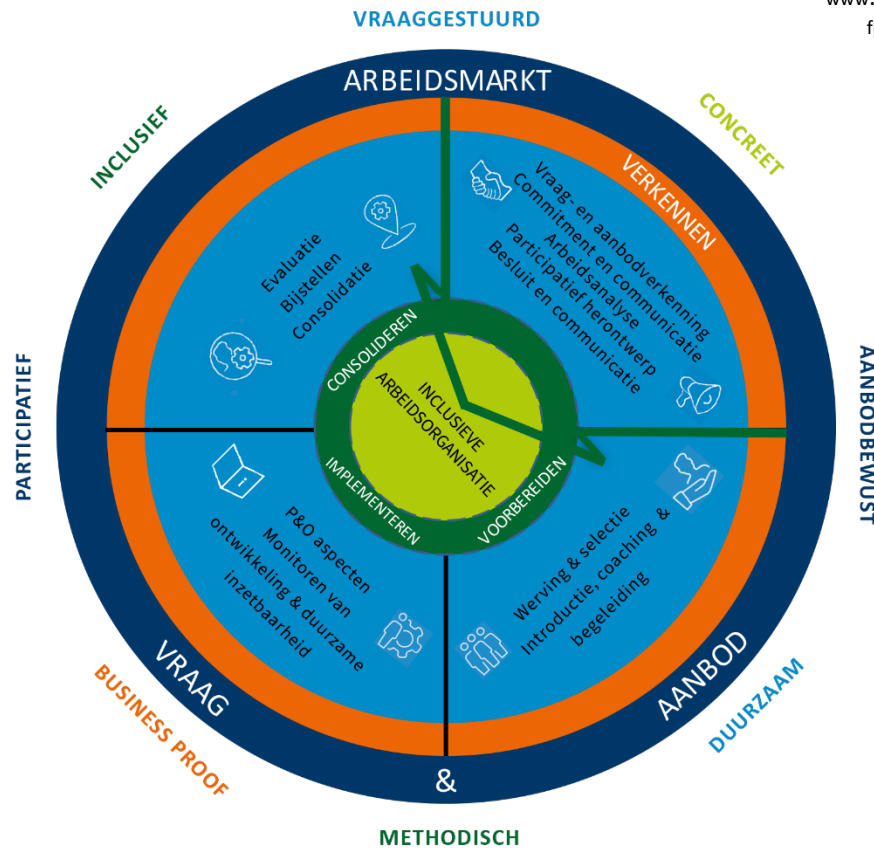 www.
VRAAGGESTUURD
ARBEIDSMARKT
INCLUSIEF
CONCREET
VERKENNEN
Vraag- en aanbodverkenning
Commitment en communicatie
Arbeidsanalyse
Participatief herontwerp
Besluit en communicatie
Evaluatie
Bijstellen
Consolidatie
CONSOLIDEREN
INCLUSIEVE
ARBEIDSORGANISATIE
PARTICIPATIEF
AANBODBEWUST
IMPLEMENTEREN
VOORBEREIDEN
P&O aspecten
Monitoren van
ontwikkeling & duurzame
inzetbaarheid
Werving & selectie
Introductie, coaching &
begeleiding
VRAAG
&
AANBOD
BUSINESS PROOF
DUURZAAM
METHODISCH